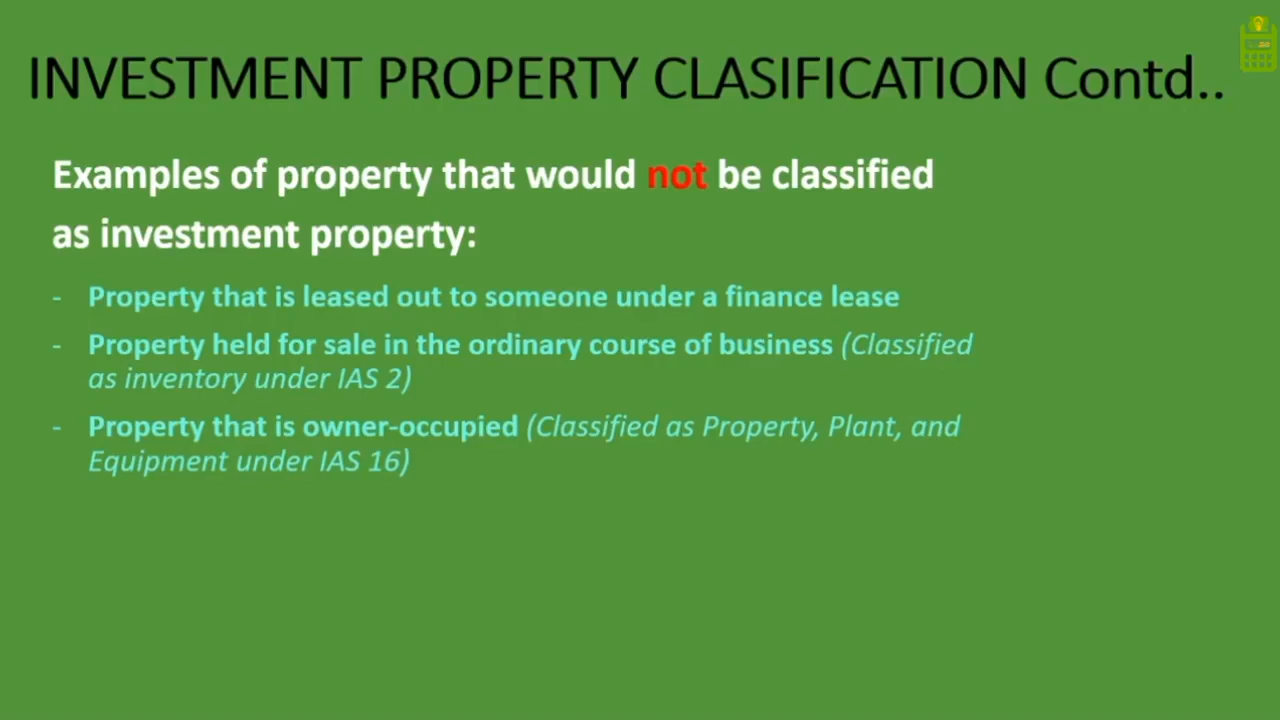 INVESTMENT PROPERTY CLASIFICATION Contd..
Examples of property that would not be classified
as investment property:
- Property that is leased out to someone under a finance lease
- Property held for sale in the ordinary course of business (Classified
as inventory under IAS 2)
- Property that is owner-occupied (Classified as Property, Plant, and
Equipment under IAS 16)